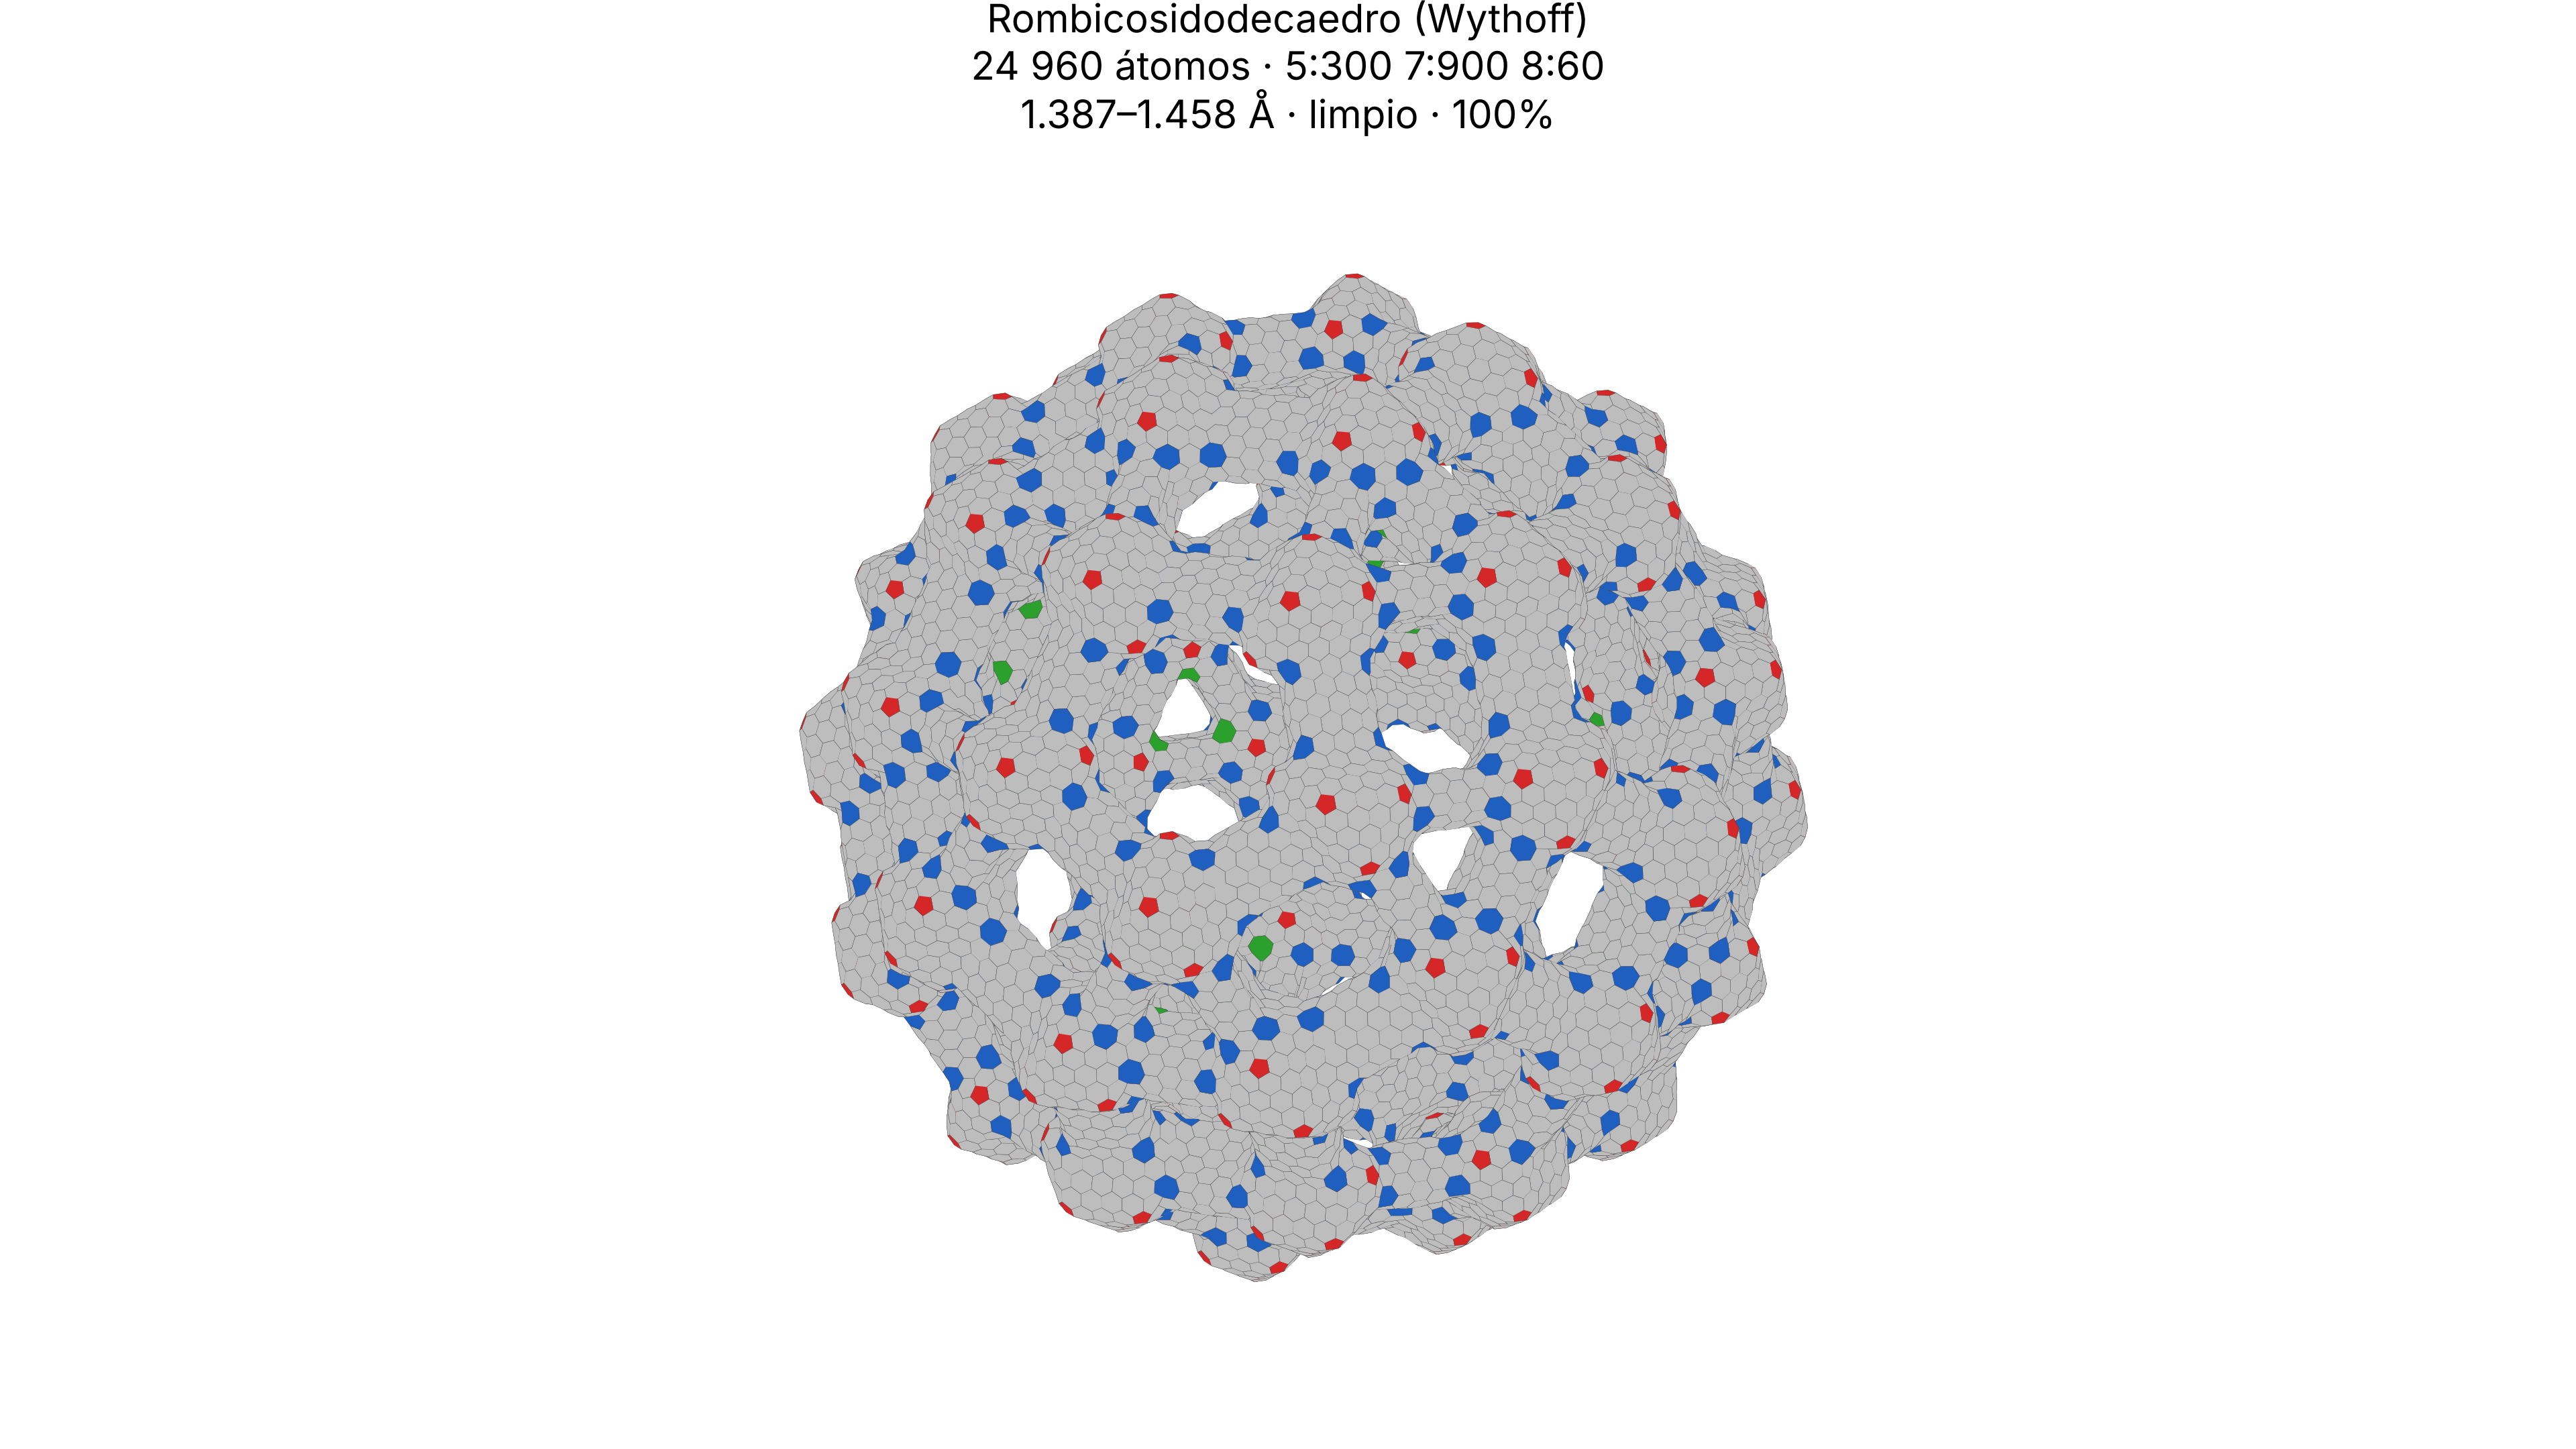 Rombicosidodecaedro (Wythoff)
24 960 átomos · 5:300 7:900 8:60
1.387–1.458 Å · limpio · 100%